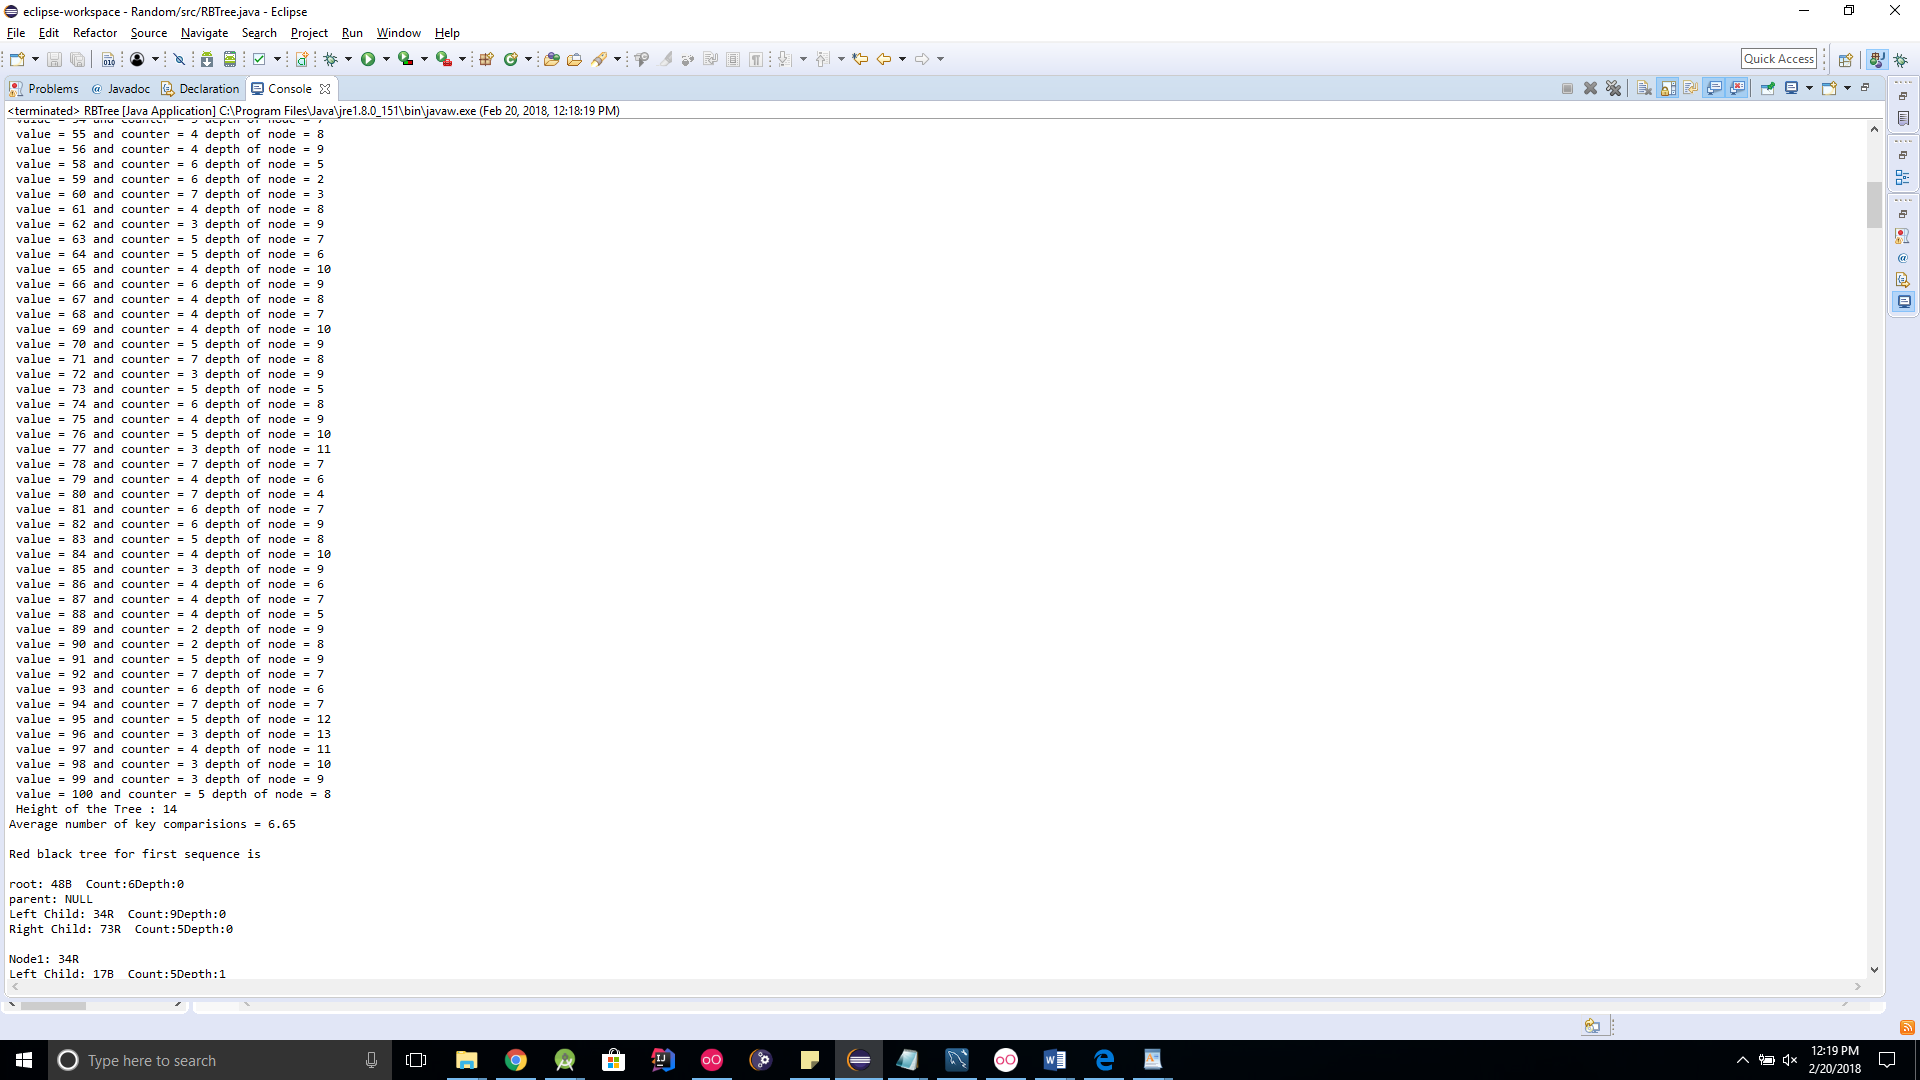 eclipse-workspace - Random/src/RBTree.java - Eclipse
File Edit Refactor Source Navigate Search Project Run Window Help
Quick Access
Problems @ Javadoc Declaration Console
<terminated> RBTree [Java Application] C:\Program Files\Java\jre1.8.0_151\bin\javaw.exe (Feb 20, 2018, 12:18:19 PM)
value = 54 and counter = 5 depth of node = 7
value = 55 and counter = 4 depth of node = 8
value = 56 and counter = 4 depth of node = 9
value = 58 and counter = 6 depth of node = 5
value = 59 and counter = 6 depth of node = 2
value = 60 and counter = 7 depth of node = 3
value = 61 and counter = 4 depth of node = 8
value = 62 and counter = 3 depth of node = 9
value = 63 and counter = 5 depth of node = 7
value = 64 and counter = 5 depth of node = 6
value = 65 and counter = 4 depth of node = 10
value = 66 and counter = 6 depth of node = 9
value = 67 and counter = 4 depth of node = 8
value = 68 and counter = 4 depth of node = 7
value = 69 and counter = 4 depth of node = 10
value = 70 and counter = 5 depth of node = 9
value = 71 and counter = 7 depth of node = 8
value = 72 and counter = 3 depth of node = 9
value = 73 and counter = 5 depth of node = 5
value = 74 and counter = 6 depth of node = 8
value = 75 and counter = 4 depth of node = 9
value = 76 and counter = 5 depth of node = 10
value = 77 and counter = 3 depth of node = 11
value = 78 and counter = 7 depth of node = 7
value = 79 and counter = 4 depth of node = 6
value = 80 and counter = 7 depth of node = 4
value = 81 and counter = 6 depth of node = 7
value = 82 and counter = 6 depth of node = 9
value = 83 and counter = 5 depth of node = 8
value = 84 and counter = 4 depth of node = 10
value = 85 and counter = 3 depth of node = 9
value = 86 and counter = 4 depth of node = 6
value = 87 and counter = 4 depth of node = 7
value = 88 and counter = 4 depth of node = 5
value = 89 and counter = 2 depth of node = 9
value = 90 and counter = 2 depth of node = 8
value = 91 and counter = 5 depth of node = 9
value = 92 and counter = 7 depth of node = 7
value = 93 and counter = 6 depth of node = 6
value = 94 and counter = 7 depth of node = 7
value = 95 and counter = 5 depth of node = 12
value = 96 and counter = 3 depth of node = 13
value = 97 and counter = 4 depth of node = 11
value = 98 and counter = 3 depth of node = 10
value = 99 and counter = 3 depth of node = 9
value = 100 and counter = 5 depth of node = 8
Height of the Tree : 14
Average number of key comparisions = 6.65
Red black tree for first sequence is
root: 48B Count:6Depth:0
parent: NULL
Left Child: 34R Count:9Depth:0
Right Child: 73R Count:5Depth:0
Node1: 34R
Left Child: 17B Count:5Depth:1
Type here to search
12:19 PM
2/20/2018